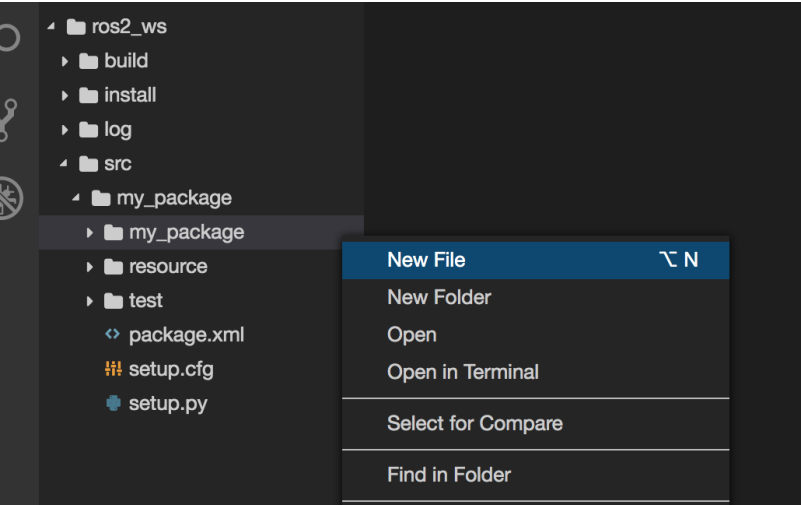 ros2_ws
build
install
log
src
my_package
my_package
resource
test
package.xml
setup.cfg
setup.py
New File ⌥ N
New Folder
Open
Open in Terminal
Select for Compare
Find in Folder